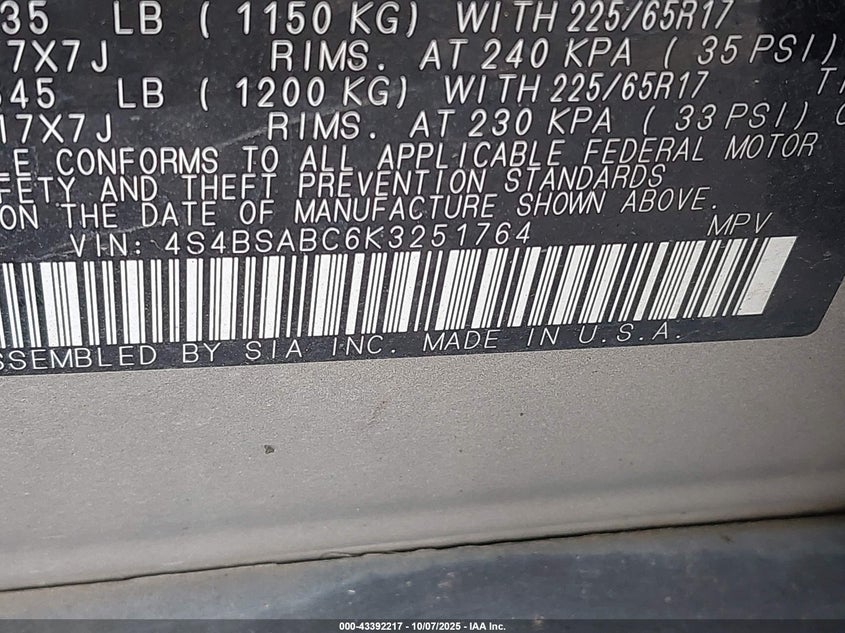 35 LB ( 1150 KG) WITH 225/65R17
7X7J RIMS. AT 240 KPA ( 35 PSI)
645 LB ( 1200 KG) WITH 225/65R17
17X7J RIMS. AT 230 KPA ( 33 PSI)
CONFORMS TO ALL APPLICABLE FEDERAL MOTOR
AND THEFT PREVENTION STANDARDS
ON THE DATE OF MANUFACTURE SHOWN ABOVE.
VIN: 4S4BSABC6K3251764 MPV
SSEMBLED BY SIA INC. MADE IN U.S.A.
000-43392217 - 10/07/2025 - IAA Inc.